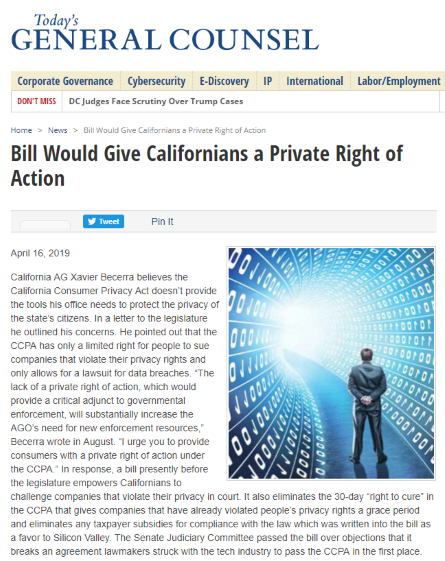 Today's
GENERAL COUNSEL
Corporate Governance Cybersecurity E-Discovery IP International Labor/Employment
DON'T MISS DC Judges Face Scrutiny Over Trump Cases
Home > News > Bill Would Give Californians a Private Right of Action
Bill Would Give Californians a Private Right of
Action
Tweet Pin It
April 16, 2019
California AG Xavier Becerra believes the
California Consumer Privacy Act doesn't provide
the tools his office needs to protect the privacy of
the state's citizens. In a letter to the legislature
he outlined his concerns. He pointed out that the
CCPA has only a limited right for people to sue
companies that violate their privacy rights and
only allows for a lawsuit for data breaches. "The
lack of a private right of action, which would
provide a critical adjunct to governmental
enforcement, will substantially increase the
AGO's need for new enforcement resources,"
Becerra wrote in August. "I urge you to provide
consumers with a private right of action under
the CCPA." In response, a bill presently before
the legislature empowers Californians to
challenge companies that violate their privacy in court. It also eliminates the 30-day "right to cure" in
the CCPA that gives companies that have already violated people's privacy rights a grace period
and eliminates any taxpayer subsidies for compliance with the law which was written into the bill as
a favor to Silicon Valley. The Senate Judiciary Committee passed the bill over objections that it
breaks an agreement lawmakers struck with the tech industry to pass the CCPA in the first place.